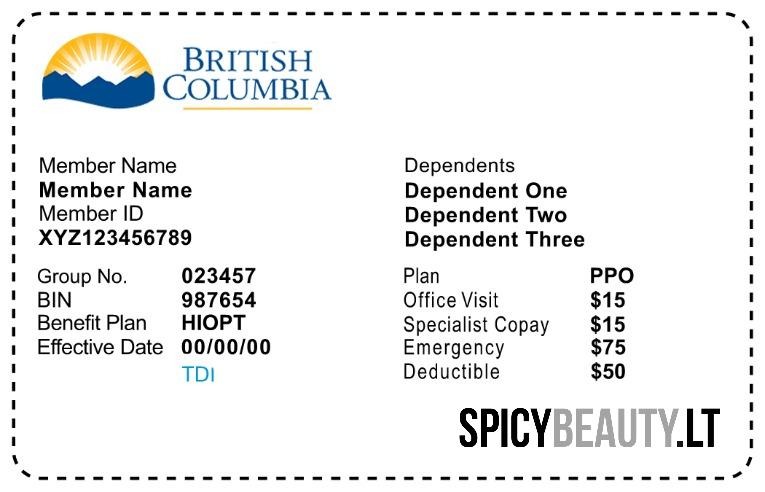 BRITISH
COLUMBIA
Member Name
Member Name
Member ID
XYZ123456789
Dependents
Dependent One
Dependent Two
Dependent Three
Group No. 023457
BIN 987654
Benefit Plan HIOPT
Effective Date 00/00/00
TDI
Plan PPO
Office Visit $15
Specialist Copay $15
Emergency $75
Deductible $50
SPICYBEAUTY.LT